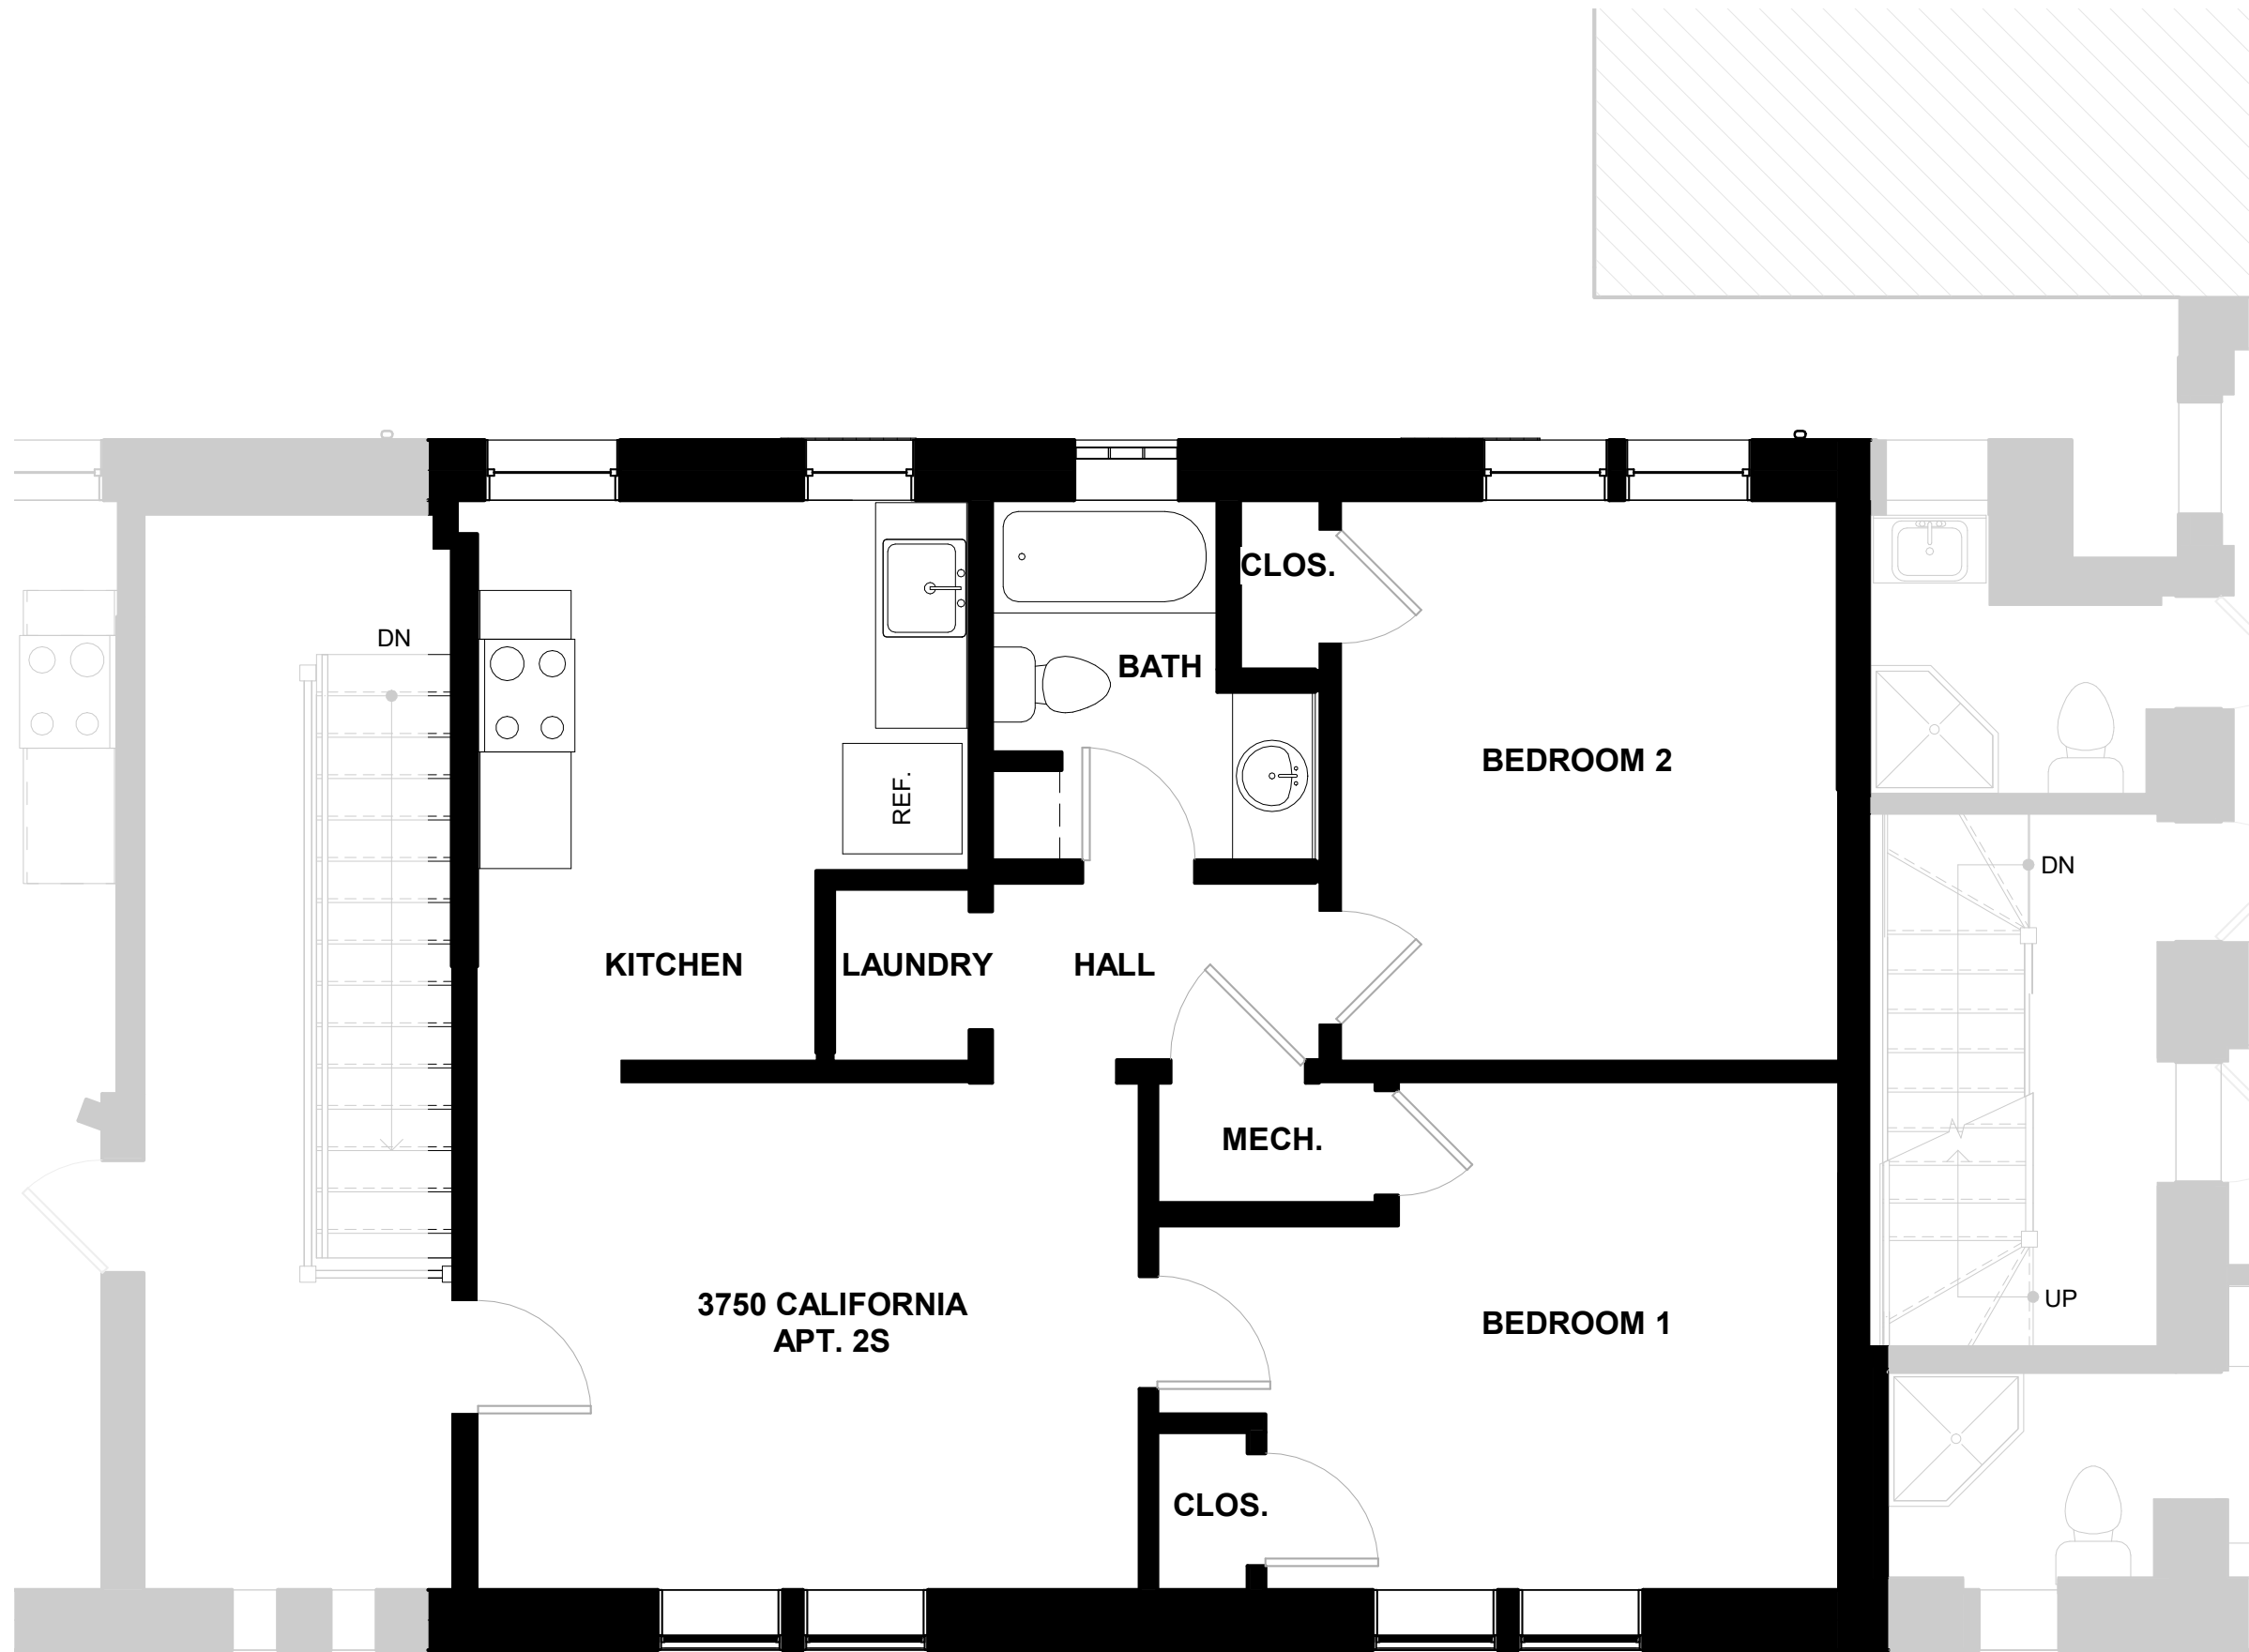 CLOS.
DN
BATH
BEDROOM 2
REF.
DN
KITCHEN
LAUNDRY
HALL
MECH.
3750 CALIFORNIA
APT. 2S
BEDROOM 1
UP
CLOS.